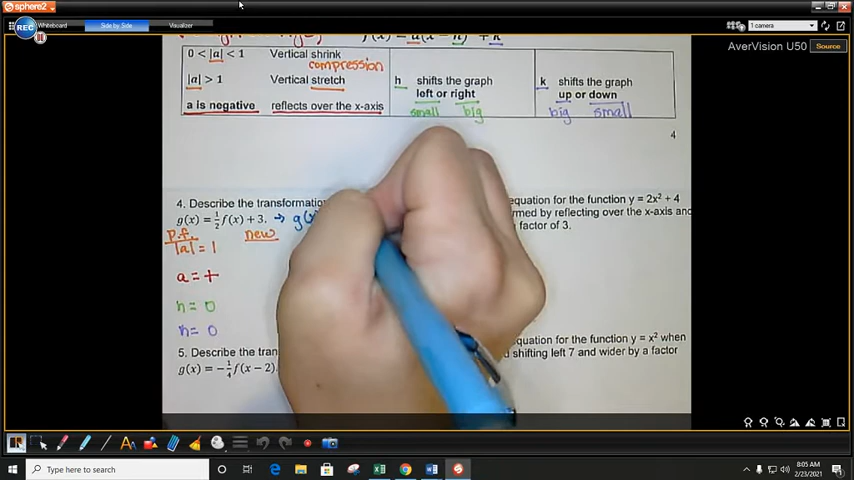 sphere2
REC
Whiteboard
Side by Side
Visualizer
1 camera
AverVision U50
Source
0 < |a| < 1 Vertical shrink
compression
|a| > 1 Vertical stretch
a is negative reflects over the x-axis
h shifts the graph
left or right
small big
k shifts the graph
up or down
big small
4
4. Describe the transformation
g(x) = 1/2 f(x) + 3. → g(x
p.f. new
|a| = 1
a = +
h = 0
k = 0
equation for the function y = 2x² + 4
rmed by reflecting over the x-axis and
factor of 3.
5. Describe the tran
g(x) = -1/4 f(x − 2).
equation for the function y = x² when
shifting left 7 and wider by a factor
Type here to search
8:05 AM
2/23/2021